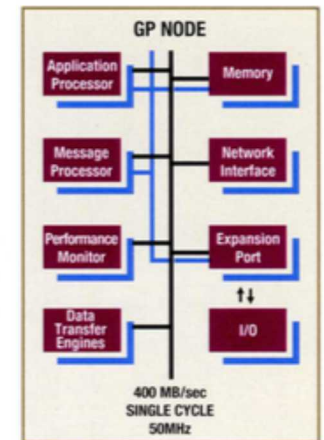 GP NODE
Application
Processor
Memory
Message
Processor
Network
Interface
Performance
Monitor
Expansion
Port
Data
Transfer
Engines
I/O
400 MB/sec
SINGLE CYCLE
50MHz